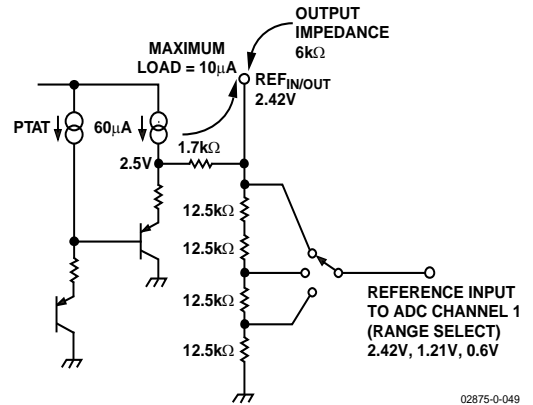 OUTPUT
IMPEDANCE
6kΩ
MAXIMUM
LOAD = 10µA
REFIN/OUT
2.42V
PTAT
60µA
1.7kΩ
2.5V
12.5kΩ
12.5kΩ
12.5kΩ
12.5kΩ
REFERENCE INPUT
TO ADC CHANNEL 1
(RANGE SELECT)
2.42V, 1.21V, 0.6V
02875-0-049